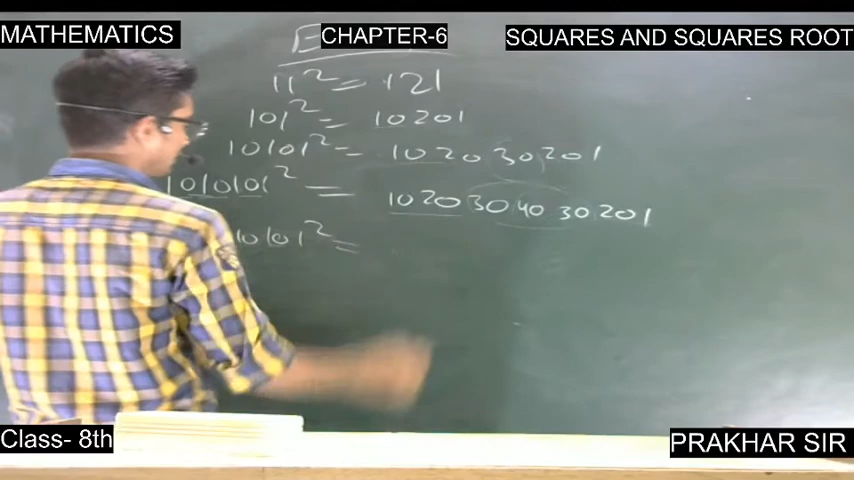 MATHEMATICS
CHAPTER-6
SQUARES AND SQUARES ROOT
11² = 121
101² = 10201
10101² = 102030201
1010101² = 1020304030201
10101² =
Class- 8th
PRAKHAR SIR